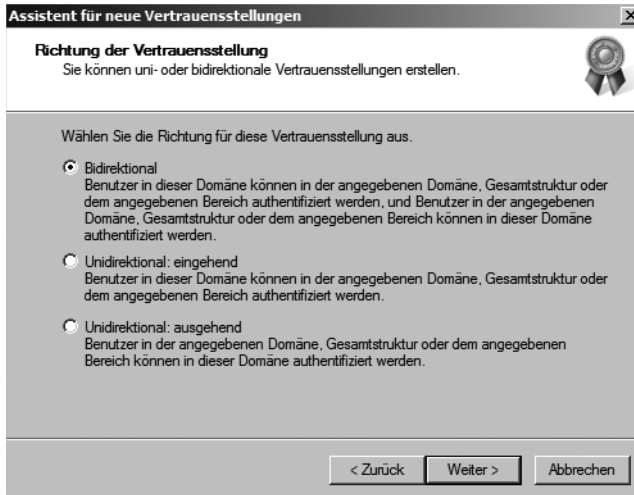 Assistent für neue Vertrauensstellungen
Richtung der Vertrauensstellung
Sie können uni- oder bidirektionale Vertrauensstellungen erstellen.
Wählen Sie die Richtung für diese Vertrauensstellung aus.
Bidirektional
Benutzer in dieser Domäne können in der angegebenen Domäne, Gesamtstruktur oder
dem angegebenen Bereich authentifiziert werden, und Benutzer in der angegebenen
Domäne, Gesamtstruktur oder dem angegebenen Bereich können in dieser Domäne
authentifiziert werden.
Unidirektional: eingehend
Benutzer in dieser Domäne können in der angegebenen Domäne, Gesamtstruktur oder
dem angegebenen Bereich authentifiziert werden.
Unidirektional: ausgehend
Benutzer in der angegebenen Domäne, Gesamtstruktur oder dem angegebenen
Bereich können in dieser Domäne authentifiziert werden.
< Zurück Weiter > Abbrechen